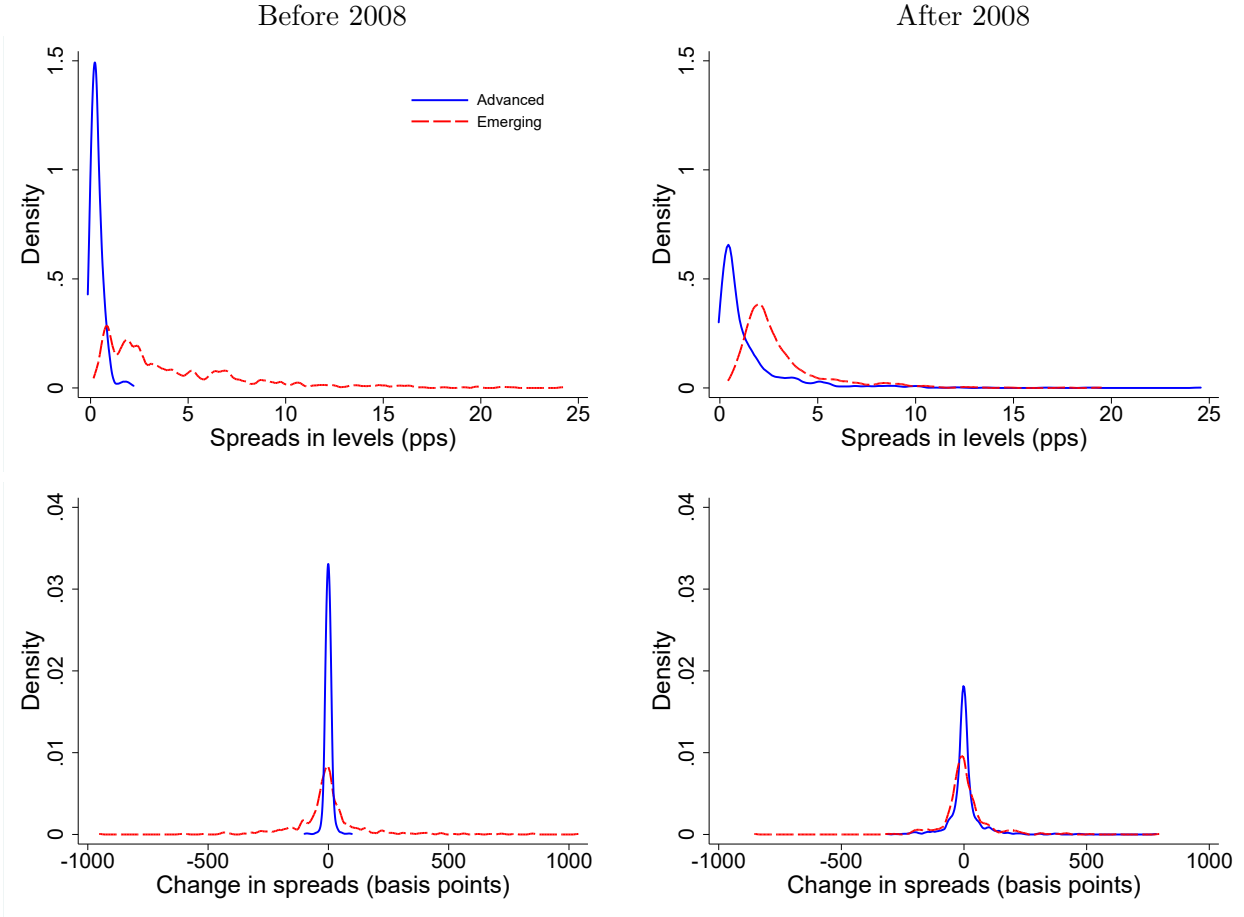 Before 2008
After 2008
1.5
1
.5
0
Density
Advanced
Emerging
0 5 10 15 20 25
Spreads in levels (pps)
1.5
1
.5
0
Density
0 5 10 15 20 25
Spreads in levels (pps)
.04
.03
.02
.01
0
Density
-1000 -500 0 500 1000
Change in spreads (basis points)
.04
.03
.02
.01
0
Density
-1000 -500 0 500 1000
Change in spreads (basis points)